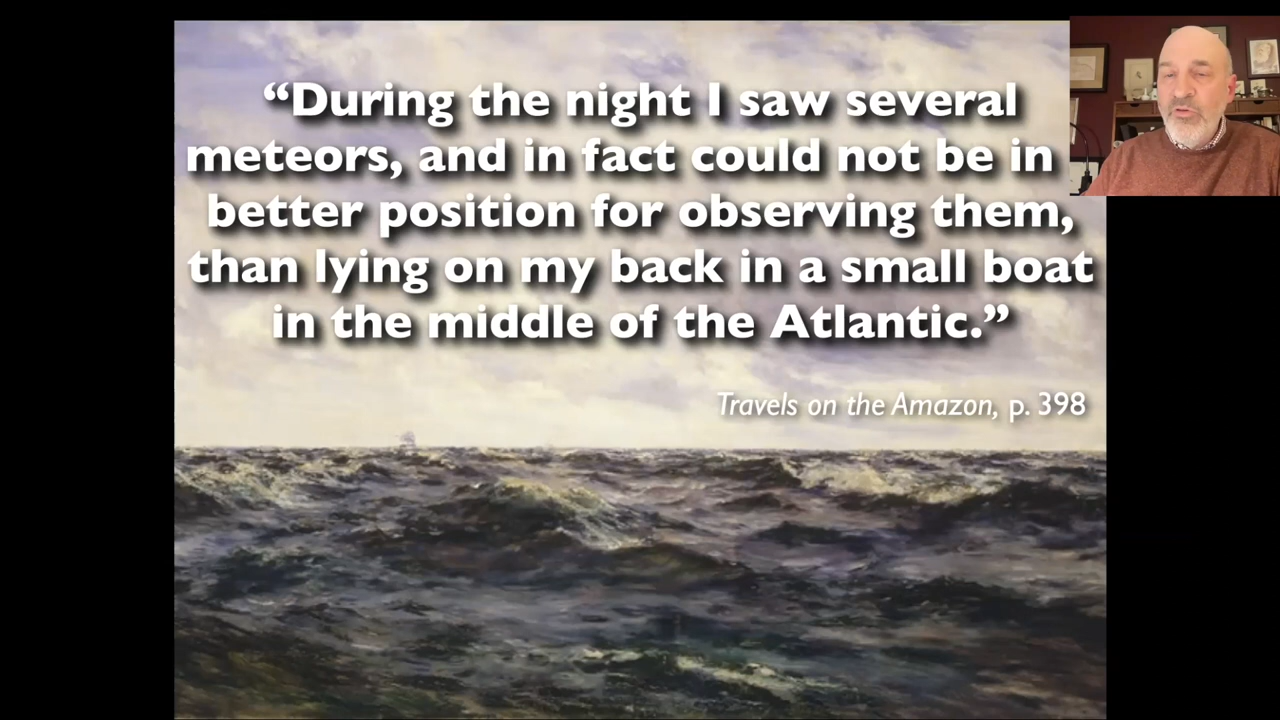 “During the night I saw several
meteors, and in fact could not be in
better position for observing them,
than lying on my back in a small boat
in the middle of the Atlantic.”
Travels on the Amazon, p. 398